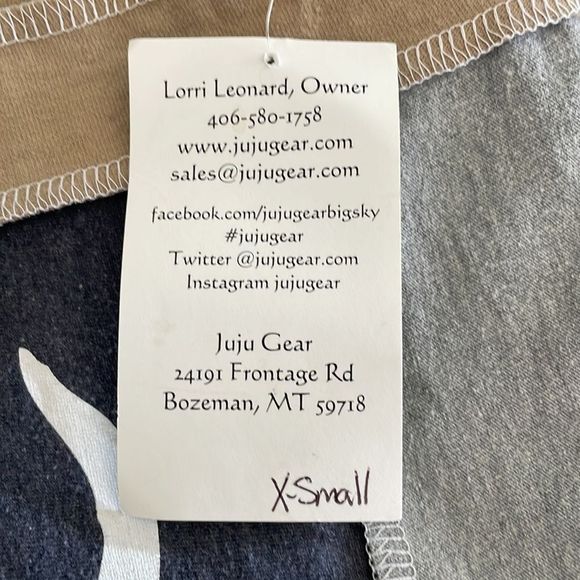 Lorri Leonard, Owner
406-580-1758
www.jujugear.com
sales@jujugear.com
facebook.com/jujugearbigsky
#jujugear
Twitter @jujugear.com
Instagram jujugear
Juju Gear
24191 Frontage Rd
Bozeman, MT 59718
X-Small